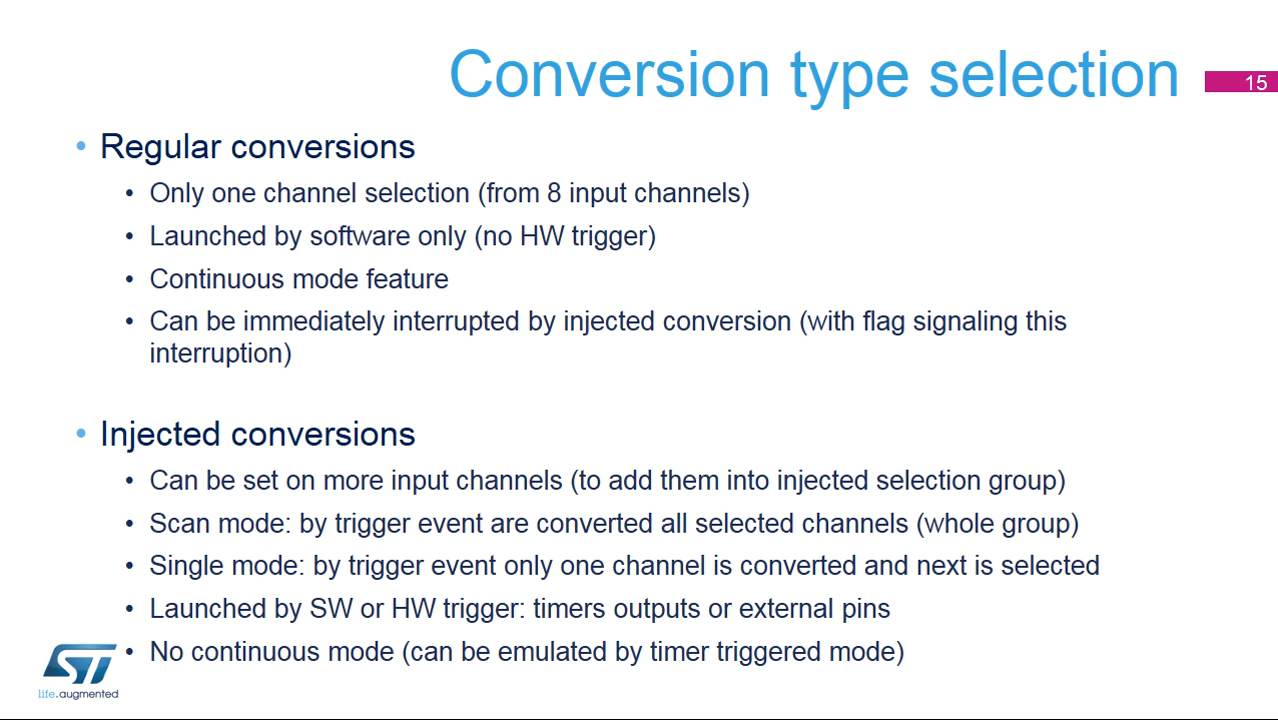 Conversion type selection
15
• Regular conversions
• Only one channel selection (from 8 input channels)
• Launched by software only (no HW trigger)
• Continuous mode feature
• Can be immediately interrupted by injected conversion (with flag signaling this
interruption)
• Injected conversions
• Can be set on more input channels (to add them into injected selection group)
• Scan mode: by trigger event are converted all selected channels (whole group)
• Single mode: by trigger event only one channel is converted and next is selected
• Launched by SW or HW trigger: timers outputs or external pins
• No continuous mode (can be emulated by timer triggered mode)
ST
life.augmented